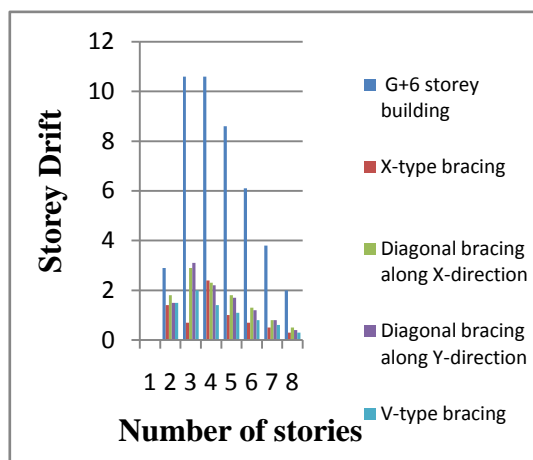 12
10
8
6
4
2
0
Storey Drift
1 2 3 4 5 6 7 8
Number of stories
G+6 storey
building
X-type bracing
Diagonal bracing
along X-direction
Diagonal bracing
along Y-direction
V-type bracing